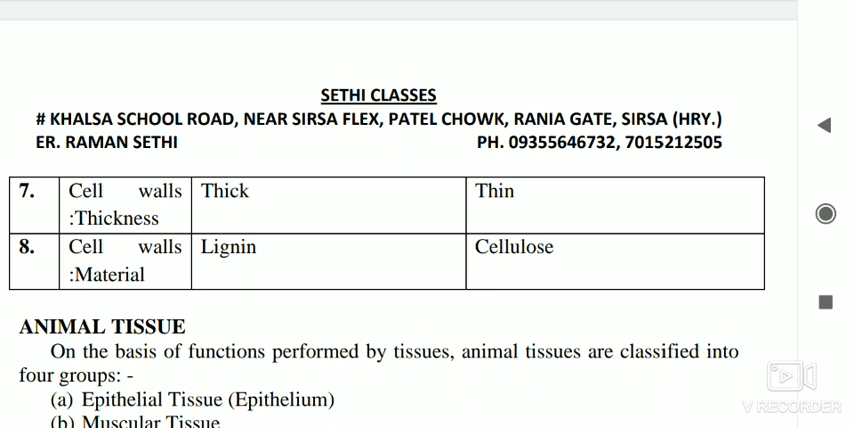 SETHI CLASSES
# KHALSA SCHOOL ROAD, NEAR SIRSA FLEX, PATEL CHOWK, RANIA GATE, SIRSA (HRY.)
ER. RAMAN SETHI PH. 09355646732, 7015212505
7. Cell walls Thick Thin
:Thickness
8. Cell walls Lignin Cellulose
:Material
ANIMAL TISSUE
On the basis of functions performed by tissues, animal tissues are classified into
four groups: -
(a) Epithelial Tissue (Epithelium)
(b) Muscular Tissue
V RECORDER